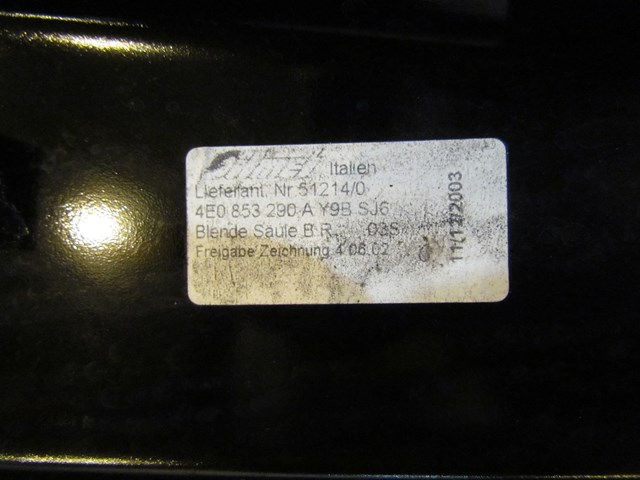 Italien
Lieferant. Nr 51214/0
4E0 853 290 A Y9B SJ6
Blende Säule B R 03S
Freigabe Zeichnung 4.06.02
11/12/2003